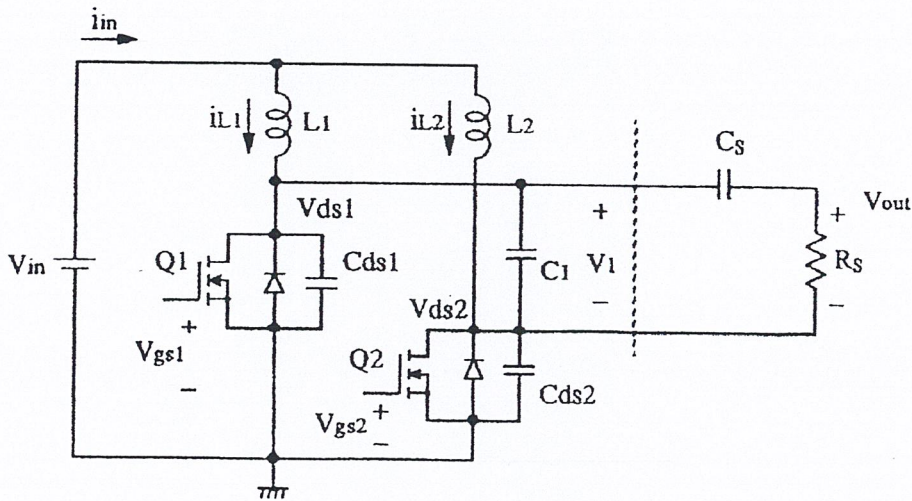 iin
iL1
L1
iL2
L2
Cs
Vds1
+
+
Vout
Vin
Q1
Cds1
C1
V1
Rs
+
−
−
Vgs1
Vds2
−
Q2
Cds2
Vgs2
+
−